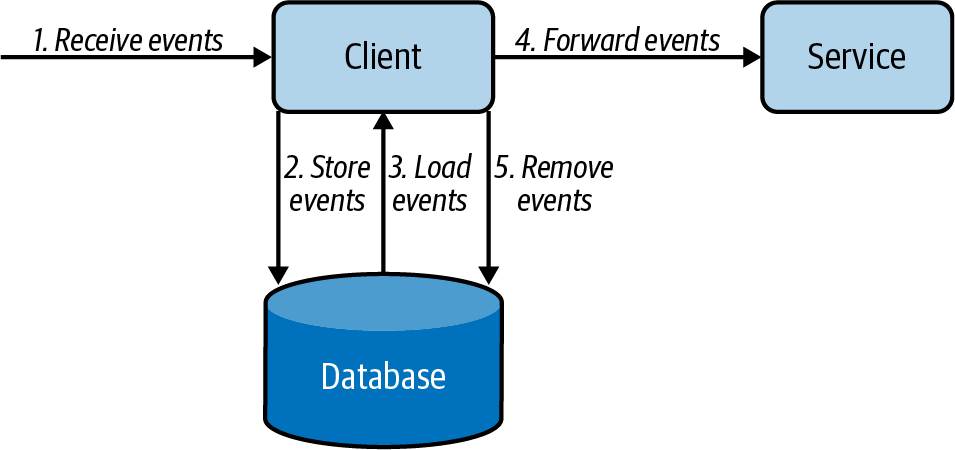 1. Receive events
Client
4. Forward events
Service
2. Store
events
3. Load
events
5. Remove
events
Database